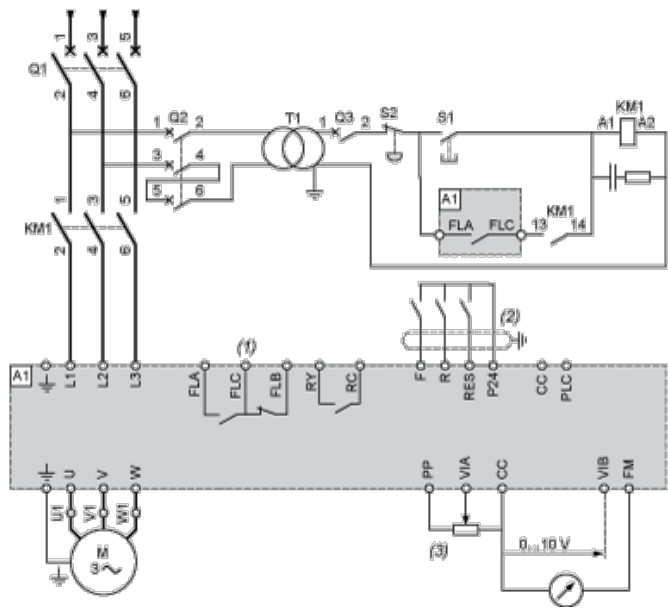 1 3 5
Q1
2 4 6
1 Q2 2
3 4
5 6
T1
1 Q3 2
S2
S1
KM1
A1 A2
A1
FLA FLC
KM1
13 14
1 3 5
KM1
2 4 6
(1)
(2)
A1
L1 L2 L3
FLA FLC FLB RY RC
F R RES P24 CC PLC
U V W
PP VIA CC VIB FM
U1 V1 W1
M
3
(3)
0...10 V